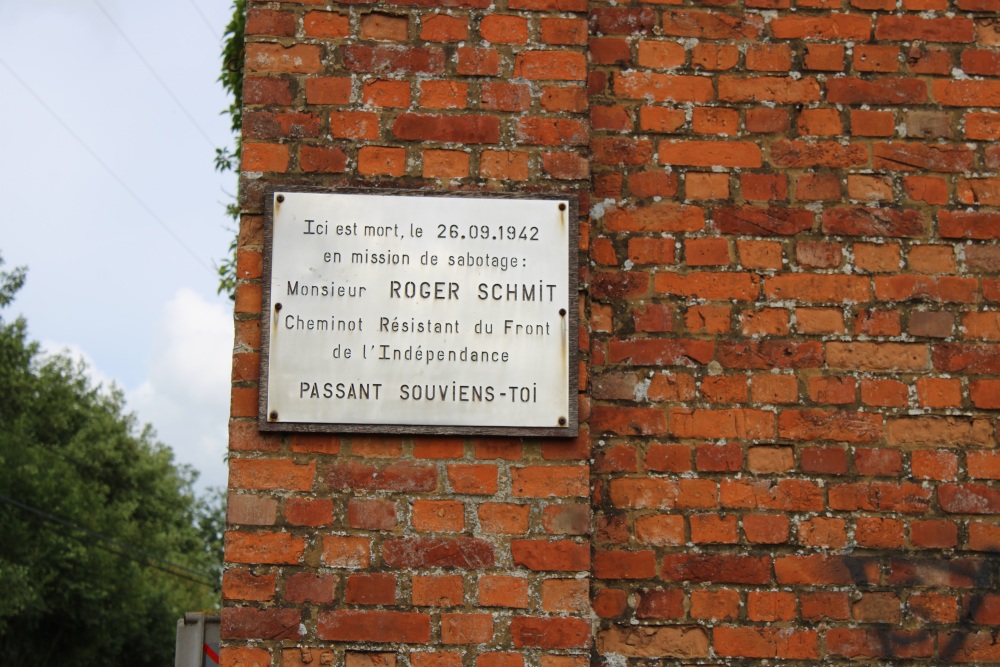 Ici est mort, le 26.09.1942
en mission de sabotage:
Monsieur ROGER SCHMiT
Cheminot Résistant du Front
de l'Indépendance
PASSANT SOUViENS-TOi